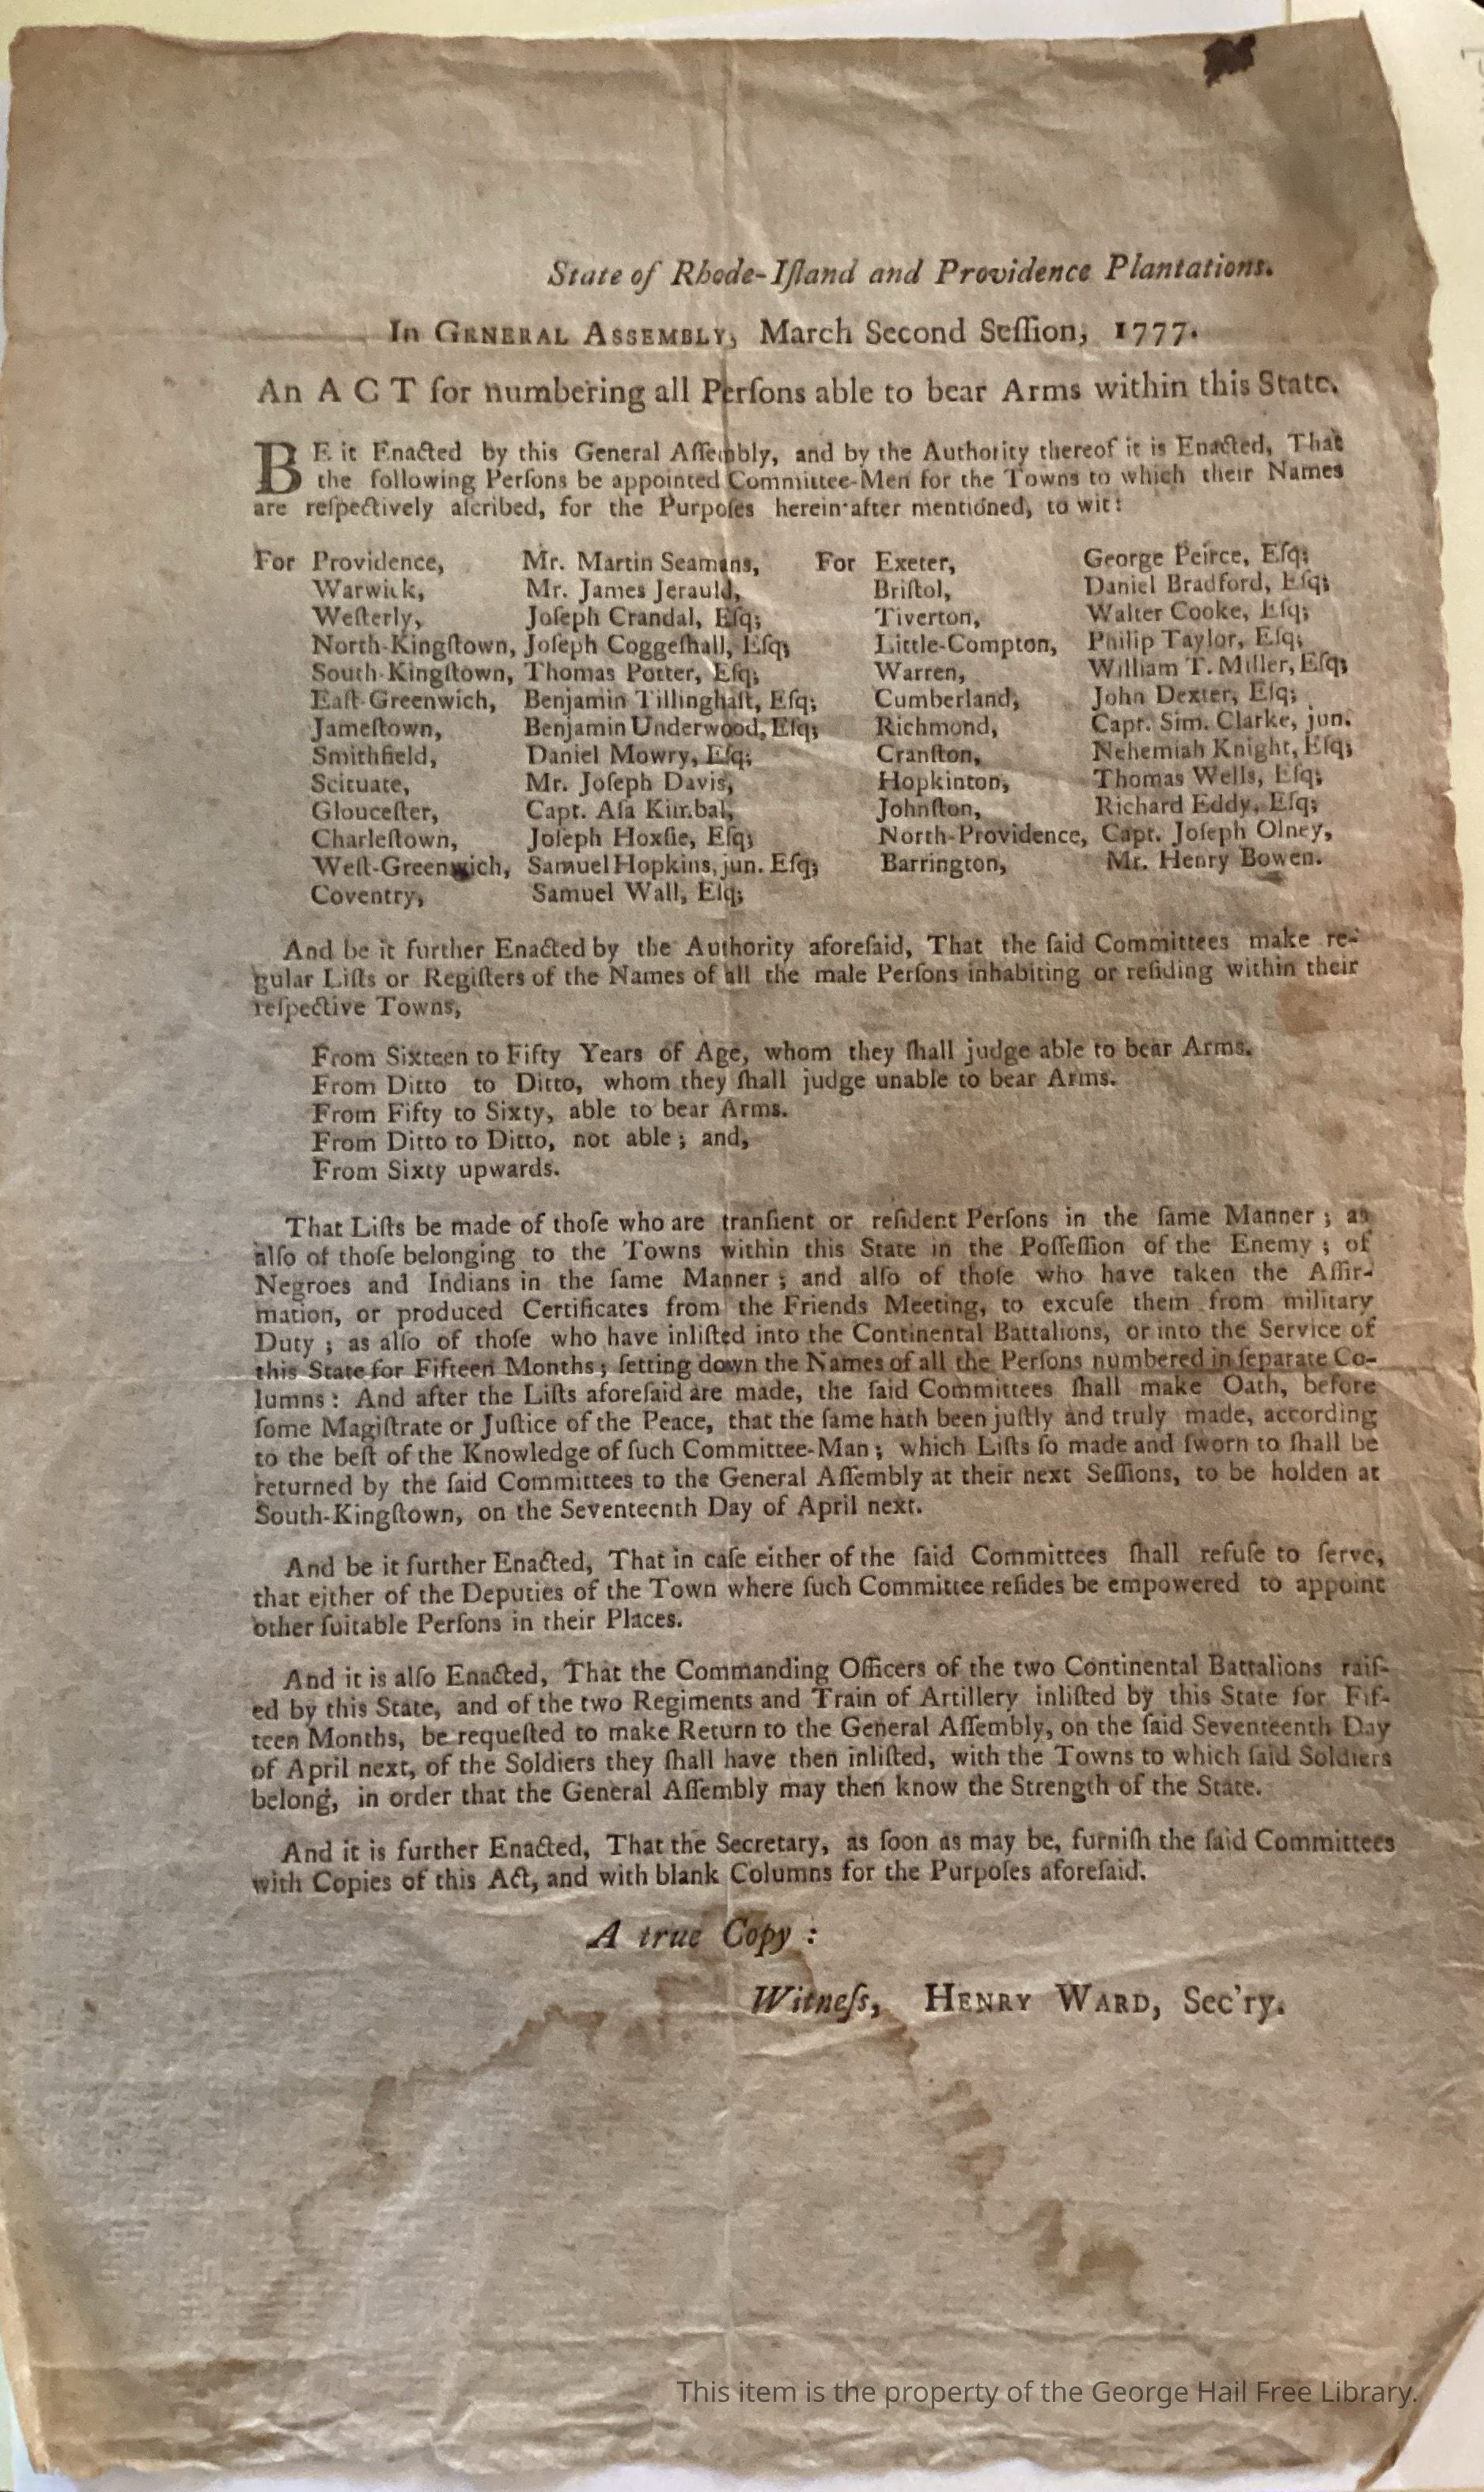 State of Rhode-Iſland and Providence Plantations.
In GENERAL ASSEMBLY, March Second Seſſion, 1777.
An ACT for numbering all Perſons able to bear Arms within this State.
BE it Enacted by this General Aſſembly, and by the Authority thereof it is Enacted, That
the following Perſons be appointed Committee-Men for the Towns to which their Names
are reſpectively aſcribed, for the Purpoſes herein after mentioned, to wit:
For Providence, Mr. Martin Seamans, For Exeter, George Peirce, Eſq;
Warwick, Mr. James Jerauld, Briſtol, Daniel Bradford, Eſq;
Weſterly, Joſeph Crandal, Eſq; Tiverton, Walter Cooke, Eſq;
North-Kingſtown, Joſeph Coggeſhall, Eſq; Little-Compton, Philip Taylor, Eſq;
South-Kingſtown, Thomas Potter, Eſq; Warren, William T. Miller, Eſq;
Eaſt-Greenwich, Benjamin Tillinghaſt, Eſq; Cumberland, John Dexter, Eſq;
Jameſtown, Benjamin Underwood, Eſq; Richmond, Capt. Sim. Clarke, jun.
Smithfield, Daniel Mowry, Eſq; Cranſton, Nehemiah Knight, Eſq;
Scituate, Mr. Joſeph Davis, Hopkinton, Thomas Wells, Eſq;
Glouceſter, Capt. Aſa Kimbal, Johnſton, Richard Eddy, Eſq;
Charleſtown, Joſeph Hoxſie, Eſq; North-Providence, Capt. Joſeph Olney,
Weſt-Greenwich, Samuel Hopkins, jun. Eſq; Barrington, Mr. Henry Bowen.
Coventry, Samuel Wall, Eſq;
And be it further Enacted by the Authority aforeſaid, That the ſaid Committees make re-
gular Liſts or Regiſters of the Names of all the male Perſons inhabiting or reſiding within their
reſpective Towns,
From Sixteen to Fifty Years of Age, whom they ſhall judge able to bear Arms.
From Ditto to Ditto, whom they ſhall judge unable to bear Arms.
From Fifty to Sixty, able to bear Arms.
From Ditto to Ditto, not able; and,
From Sixty upwards.
That Liſts be made of thoſe who are tranſient or reſident Perſons in the ſame Manner; as
alſo of thoſe belonging to the Towns within this State in the Poſſeſſion of the Enemy; of
Negroes and Indians in the ſame Manner; and alſo of thoſe who have taken the Affir-
mation, or produced Certificates from the Friends Meeting, to excuſe them from military
Duty; as alſo of thoſe who have inliſted into the Continental Battalions, or into the Service of
this State for Fifteen Months; ſetting down the Names of all the Perſons numbered in ſeparate Co-
lumns: And after the Liſts aforeſaid are made, the ſaid Committees ſhall make Oath, before
ſome Magiſtrate or Juſtice of the Peace, that the ſame hath been juſtly and truly made, according
to the beſt of the Knowledge of ſuch Committee-Man; which Liſts ſo made and ſworn to ſhall be
returned by the ſaid Committees to the General Aſſembly at their next Seſſions, to be holden at
South-Kingſtown, on the Seventeenth Day of April next.
And be it further Enacted, That in caſe either of the ſaid Committees ſhall refuſe to ſerve,
that either of the Deputies of the Town where ſuch Committee reſides be empowered to appoint
other ſuitable Perſons in their Places.
And it is alſo Enacted, That the Commanding Officers of the two Continental Battalions raiſ-
ed by this State, and of the two Regiments and Train of Artillery inliſted by this State for Fif-
teen Months, be requeſted to make Return to the General Aſſembly, on the ſaid Seventeenth Day
of April next, of the Soldiers they ſhall have then inliſted, with the Towns to which ſaid Soldiers
belong, in order that the General Aſſembly may then know the Strength of the State.
And it is further Enacted, That the Secretary, as ſoon as may be, furniſh the ſaid Committees
with Copies of this Act, and with blank Columns for the Purpoſes aforeſaid.
A true Copy:
Witneſs, HENRY WARD, Sec'ry.
This item is the property of the George Hail Free Library.